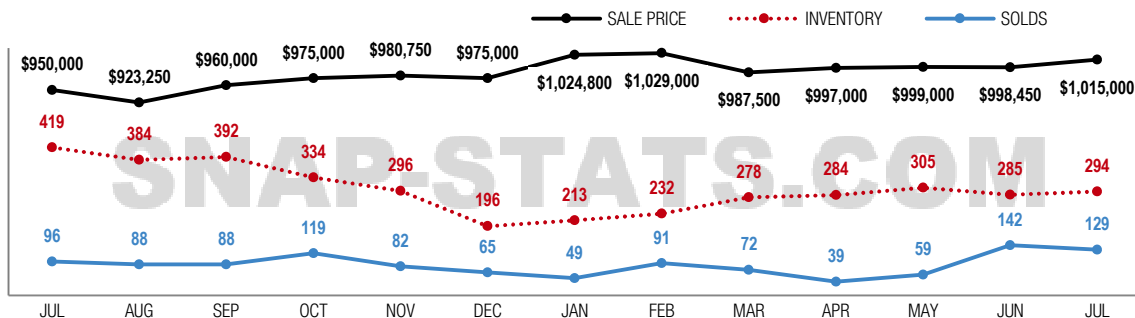 SALE PRICE INVENTORY SOLDS
$950,000 $923,250 $960,000 $975,000 $980,750 $975,000 $1,024,800 $1,029,000 $987,500 $997,000 $999,000 $998,450 $1,015,000
419 384 392 334 296 196 213 232 278 284 305 285 294
SNAP-STATS.COM
96 88 88 119 82 65 49 91 72 39 59 142 129
JUL AUG SEP OCT NOV DEC JAN FEB MAR APR MAY JUN JUL